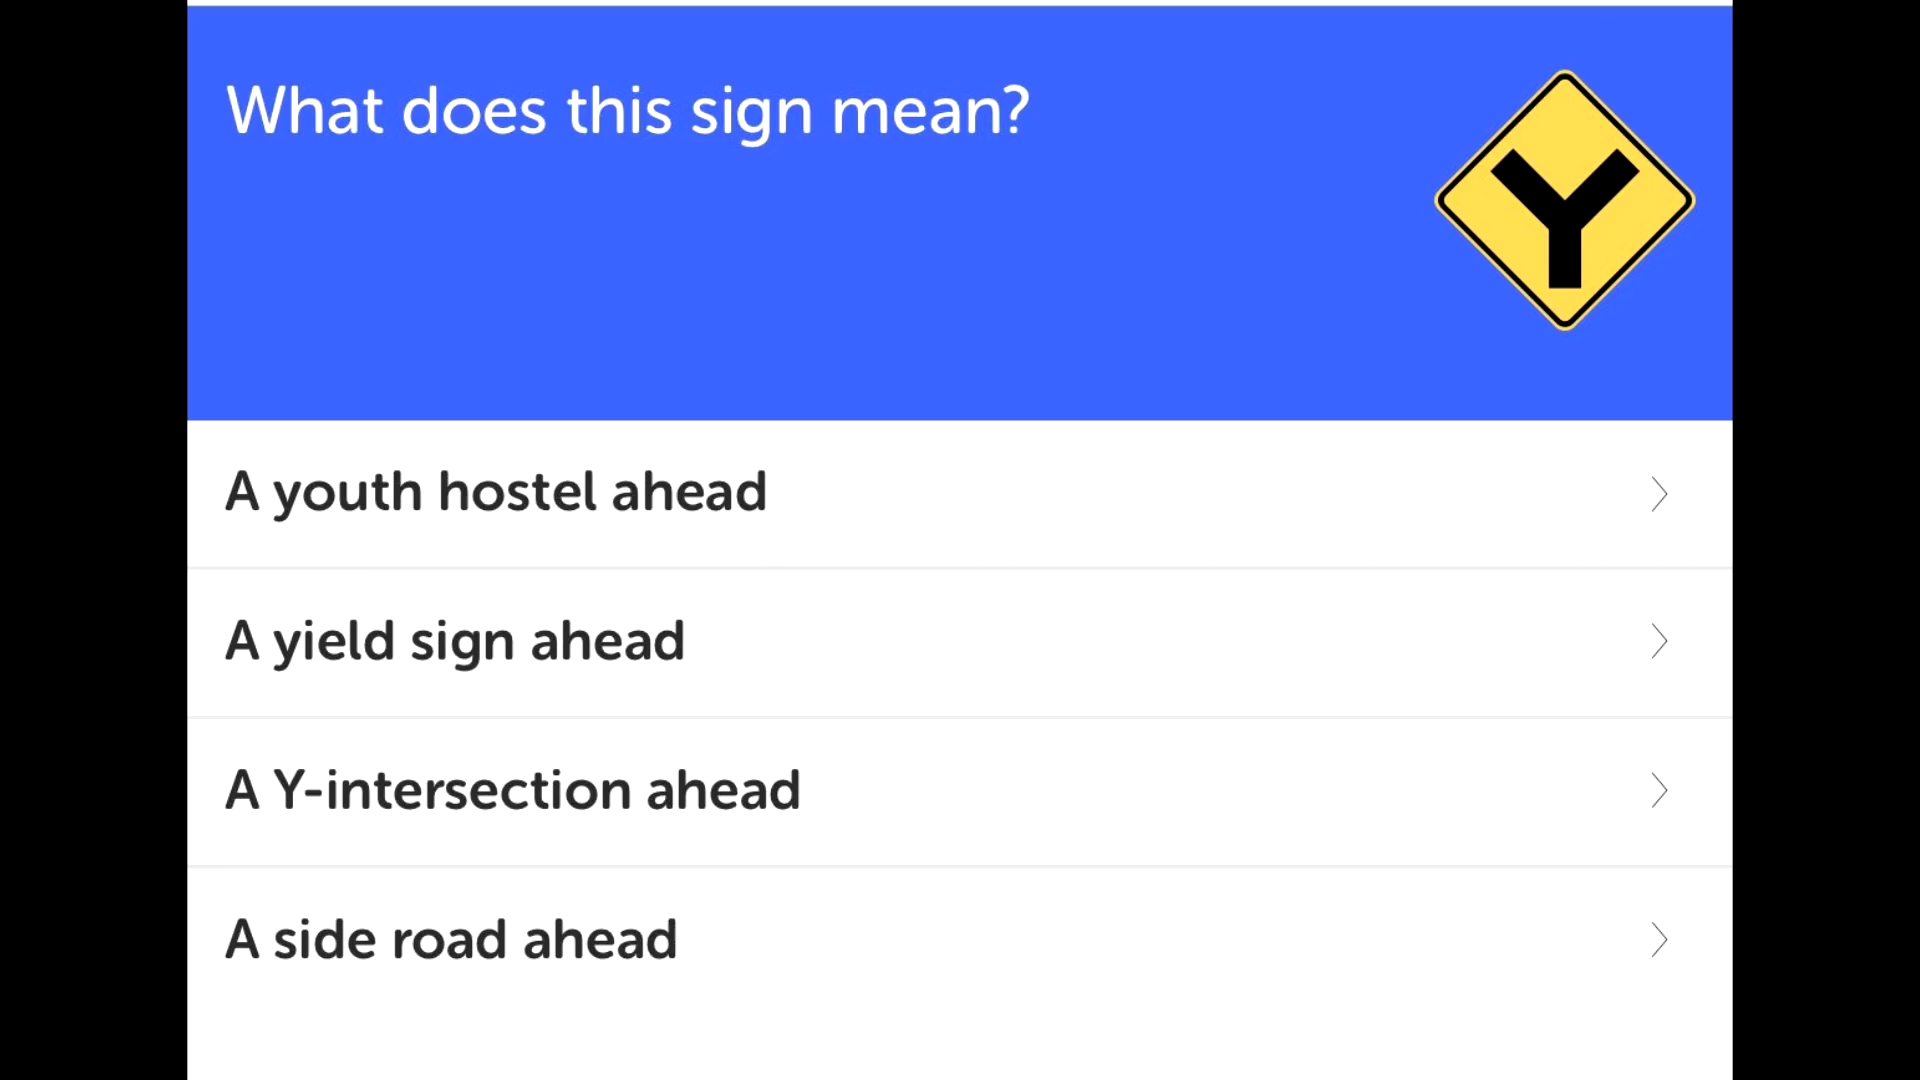 What does this sign mean?
A youth hostel ahead
A yield sign ahead
A Y-intersection ahead
A side road ahead